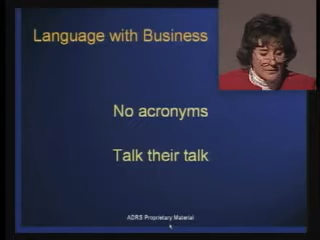 Language with Business
No acronyms
Talk their talk
ADRS Proprietary Material